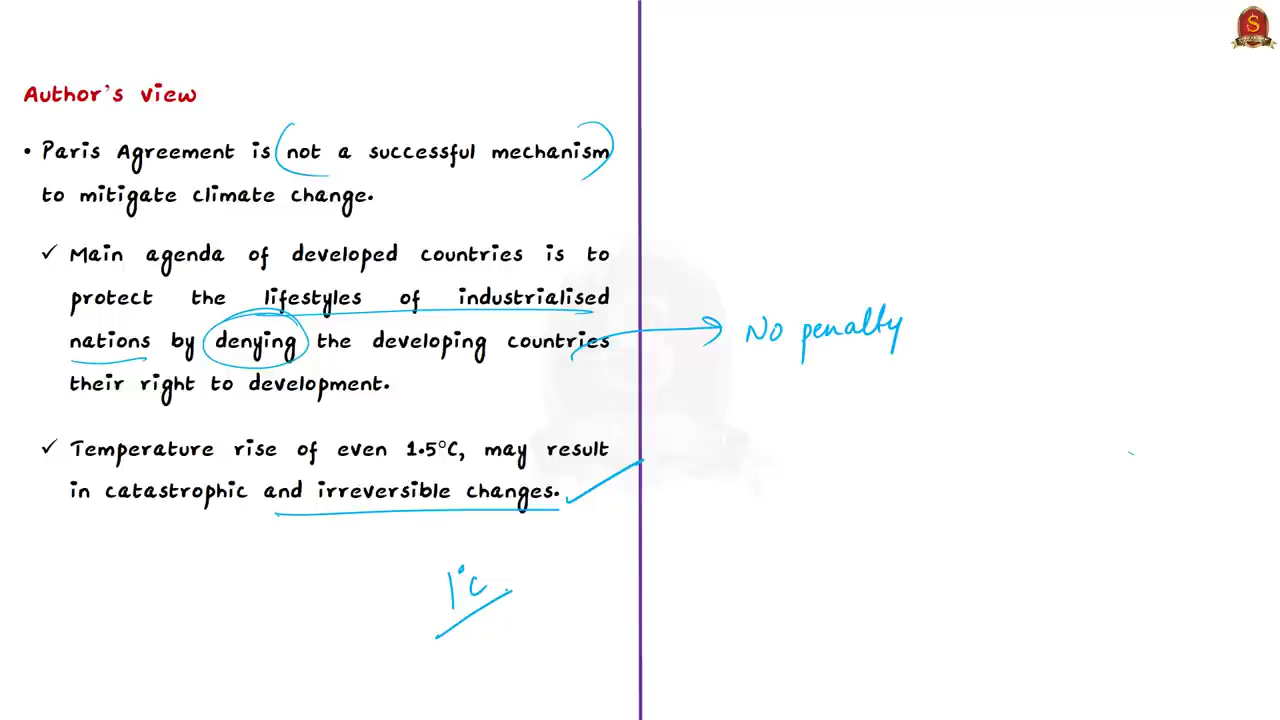 Author's view
• Paris Agreement is not a successful mechanism
to mitigate climate change.
✓ Main agenda of developed countries is to
protect the lifestyles of industrialised
nations by denying the developing countries
their right to development.
No penalty
✓ Temperature rise of even 1.5°C, may result
in catastrophic and irreversible changes.
1°C